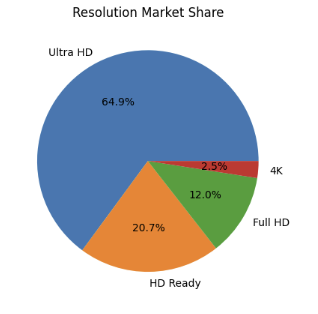 Resolution Market Share
Ultra HD
64.9%
2.5%
4K
12.0%
Full HD
20.7%
HD Ready